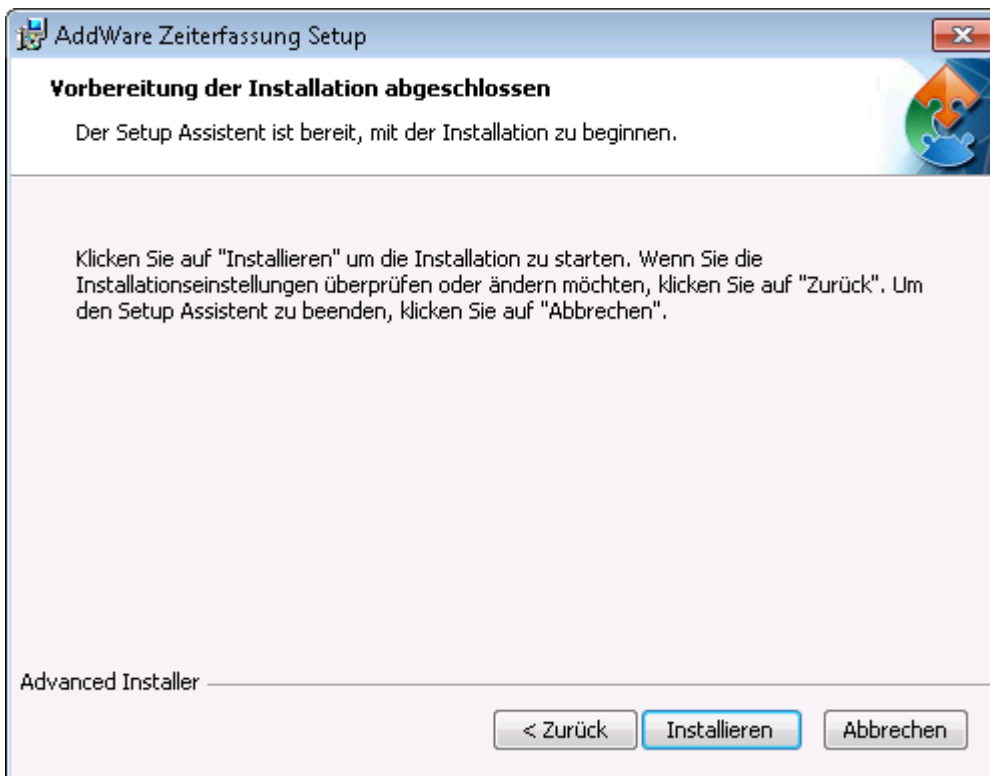 AddWare Zeiterfassung Setup
Vorbereitung der Installation abgeschlossen
Der Setup Assistent ist bereit, mit der Installation zu beginnen.
Klicken Sie auf "Installieren" um die Installation zu starten. Wenn Sie die
Installationseinstellungen überprüfen oder ändern möchten, klicken Sie auf "Zurück". Um
den Setup Assistent zu beenden, klicken Sie auf "Abbrechen".
Advanced Installer
< Zurück
Installieren
Abbrechen